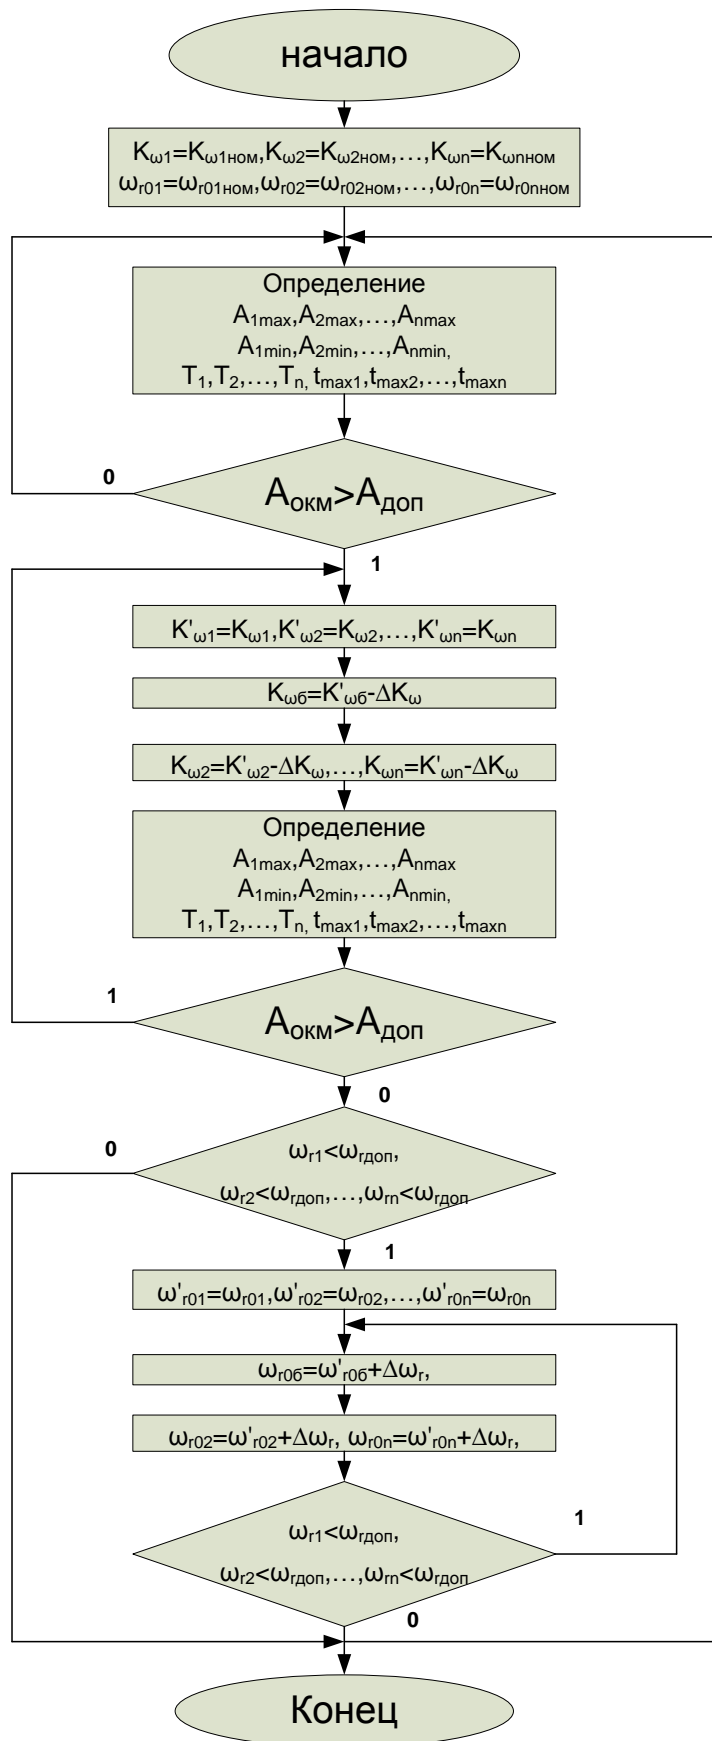 начало
Kω1=Kω1ном,Kω2=Kω2ном,…,Kωn=Kωnном
ωr01=ωr01ном,ωr02=ωr02ном,…,ωr0n=ωr0nном
Определение
A1max,A2max,…,Anmax
A1min,A2min,…,Anmin,
T1,T2,…,Tn, tmax1,tmax2,…,tmaxn
0
Aокм>Aдоп
1
K'ω1=Kω1,K'ω2=Kω2,…,K'ωn=Kωn
Kωб=K'ωб-ΔKω
Kω2=K'ω2-ΔKω,…,Kωn=K'ωn-ΔKω
Определение
A1max,A2max,…,Anmax
A1min,A2min,…,Anmin,
T1,T2,…,Tn, tmax1,tmax2,…,tmaxn
1
Aокм>Aдоп
0
0
ωr1<ωrдоп,
ωr2<ωrдоп,…,ωrn<ωrдоп
1
ω'r01=ωr01,ω'r02=ωr02,…,ω'r0n=ωr0n
ωr0б=ω'r0б+Δωr,
ωr02=ω'r02+Δωr, ωr0n=ω'r0n+Δωr,
1
ωr1<ωrдоп,
ωr2<ωrдоп,…,ωrn<ωrдоп
0
Конец